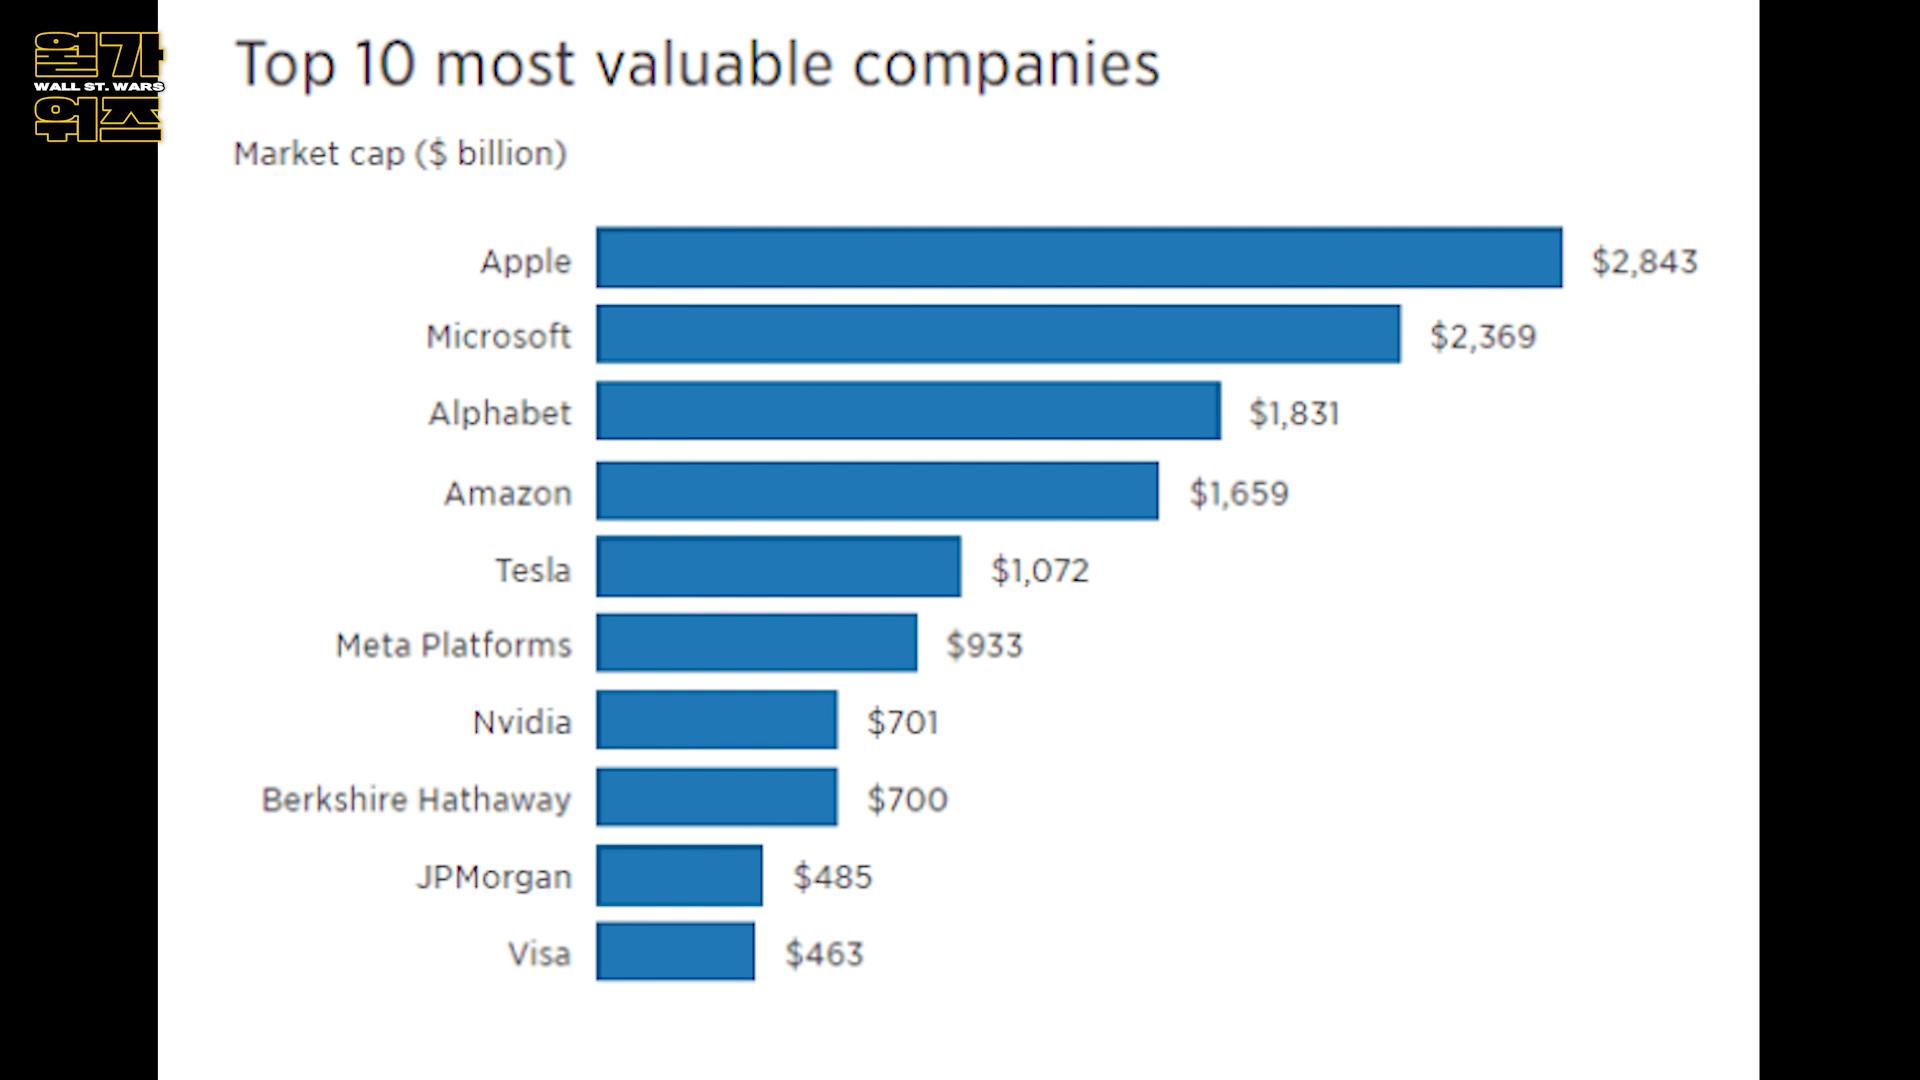 월가
WALL ST. WARS
워즈
Top 10 most valuable companies
Market cap ($ billion)
Apple $2,843
Microsoft $2,369
Alphabet $1,831
Amazon $1,659
Tesla $1,072
Meta Platforms $933
Nvidia $701
Berkshire Hathaway $700
JPMorgan $485
Visa $463